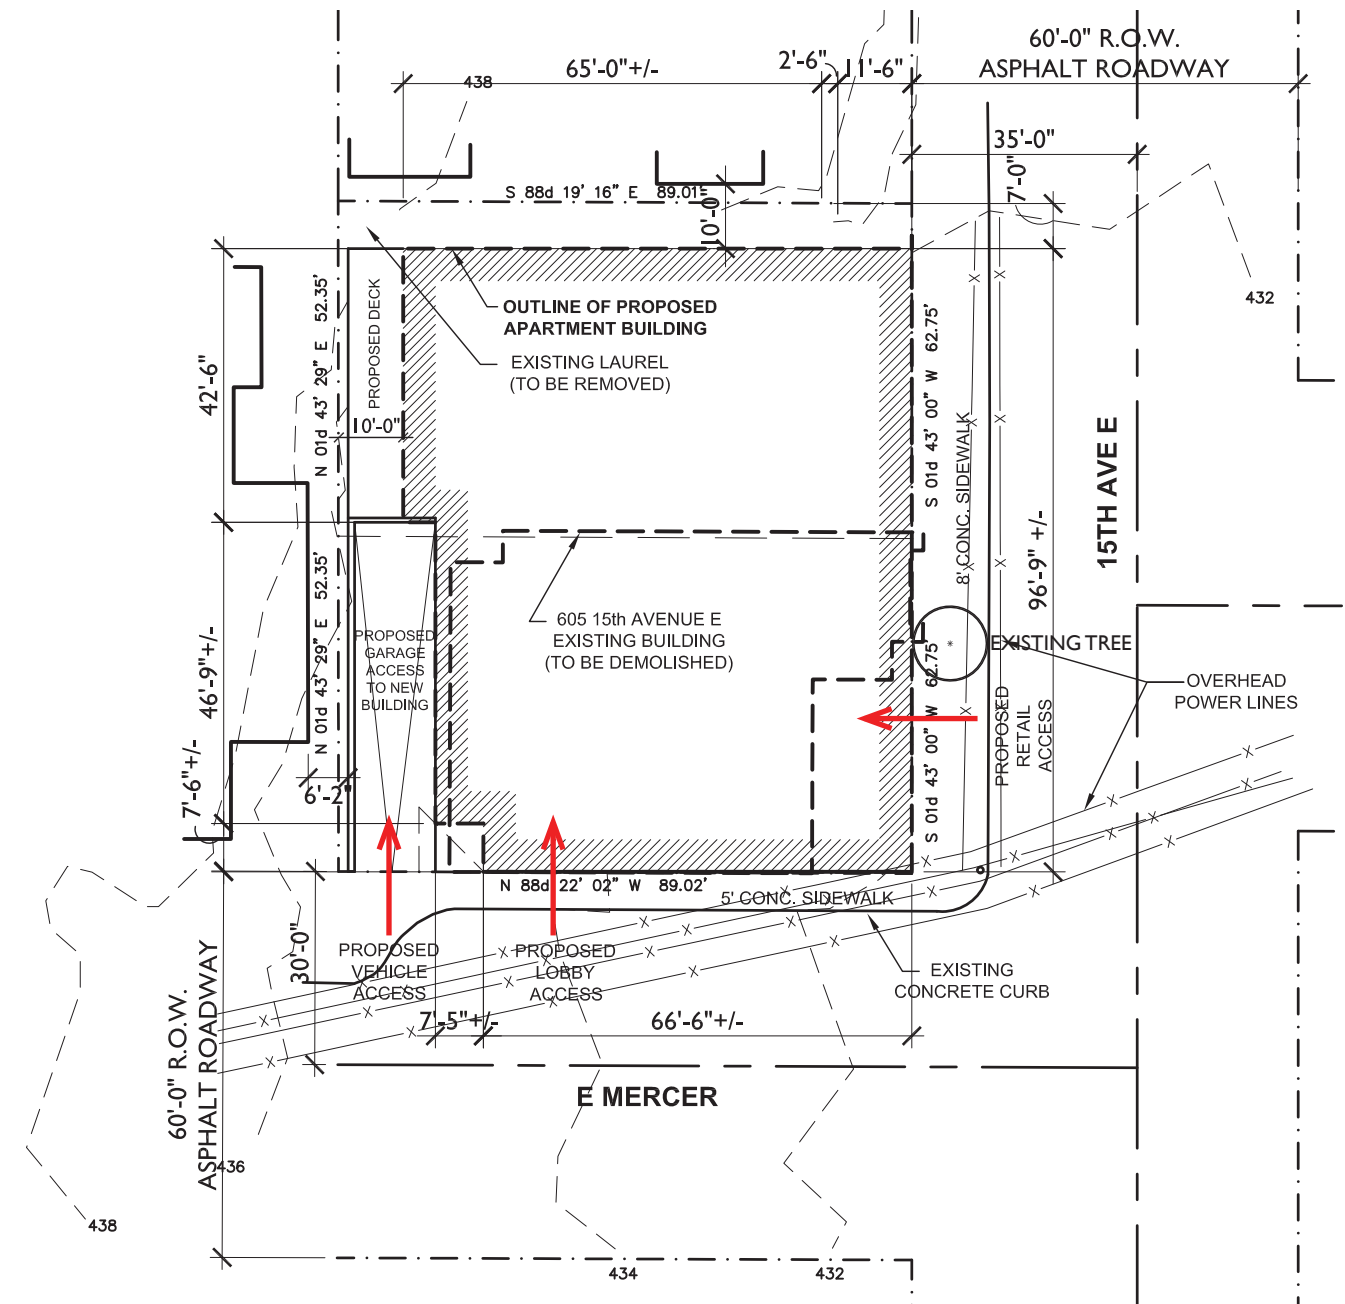 60'-0" R.O.W.
ASPHALT ROADWAY
65'-0"+/-
2'-6"
11'-6"
438
35'-0"
7'-0"
S 88d 19' 16" E 89.01'
10'-0"
432
N 01d 43' 29" E 52.35'
PROPOSED DECK
OUTLINE OF PROPOSED
APARTMENT BUILDING
EXISTING LAUREL
(TO BE REMOVED)
S 01d 43' 00" W 62.75'
42'-6"
10'-0"
8' CONC. SIDEWALK
15TH AVE E
96'-9" +/-
N 01d 43' 29" E 52.35'
PROPOSED
GARAGE
ACCESS
TO NEW
BUILDING
605 15th AVENUE E
EXISTING BUILDING
(TO BE DEMOLISHED)
EXISTING TREE
S 01d 43' 00" W 62.75'
46'-9"+/-
OVERHEAD
POWER LINES
PROPOSED
RETAIL
ACCESS
7'-6"+/-
6'-2"
N 88d 22' 02" W 89.02'
5' CONC. SIDEWALK
30'-0"
PROPOSED
VEHICLE
ACCESS
PROPOSED
LOBBY
ACCESS
EXISTING
CONCRETE CURB
60'-0" R.O.W.
ASPHALT ROADWAY
7'-5"+/-
66'-6"+/-
E MERCER
436
438
434
432